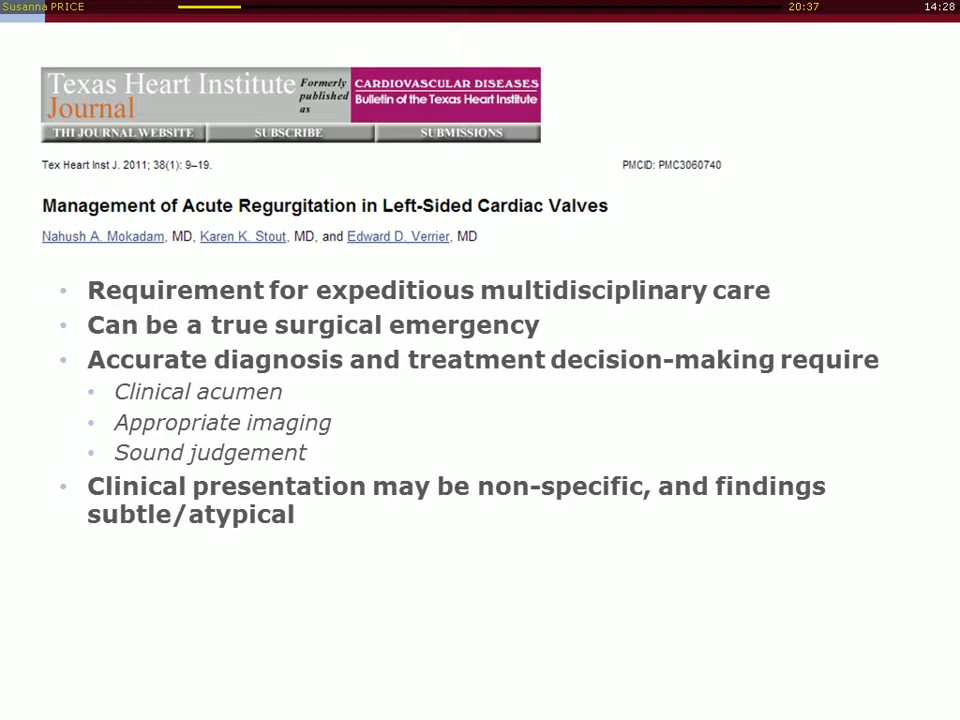 Susanna PRICE 20:37 14:28
Texas Heart Institute Journal
Formerly published as
CARDIOVASCULAR DISEASES
Bulletin of the Texas Heart Institute
THI JOURNAL WEBSITE SUBSCRIBE SUBMISSIONS
Tex Heart Inst J. 2011; 38(1): 9–19. PMCID: PMC3060740
Management of Acute Regurgitation in Left-Sided Cardiac Valves
Nahush A. Mokadam, MD, Karen K. Stout, MD, and Edward D. Verrier, MD
• Requirement for expeditious multidisciplinary care
• Can be a true surgical emergency
• Accurate diagnosis and treatment decision-making require
• Clinical acumen
• Appropriate imaging
• Sound judgement
• Clinical presentation may be non-specific, and findings
subtle/atypical